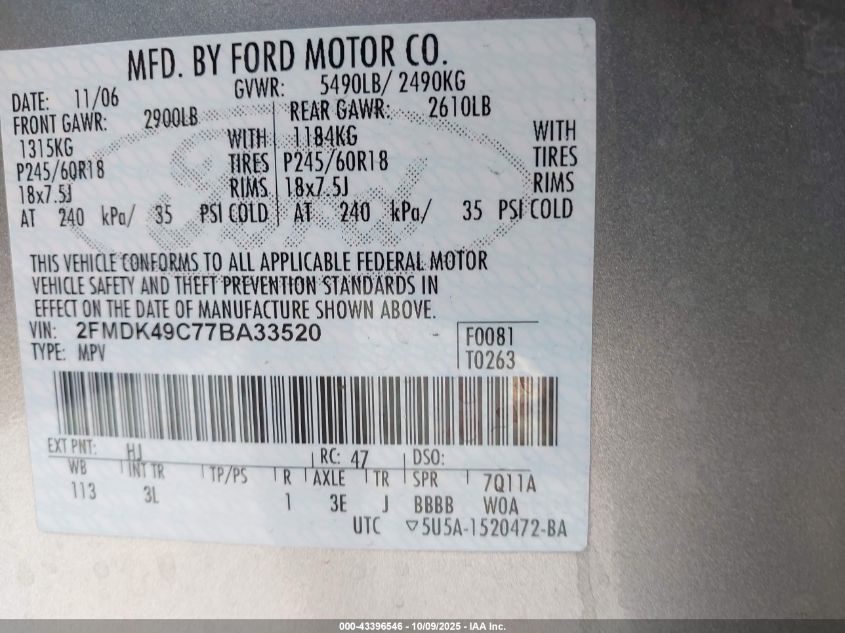 MFD. BY FORD MOTOR CO.
DATE: 11/06 GVWR: 5490LB/ 2490KG
FRONT GAWR: 2900LB REAR GAWR: 2610LB
1315KG WITH 1184KG WITH
P245/60R18 TIRES P245/60R18 TIRES
18x7.5J RIMS 18x7.5J RIMS
AT 240 kPa/ 35 PSI COLD AT 240 kPa/ 35 PSI COLD
THIS VEHICLE CONFORMS TO ALL APPLICABLE FEDERAL MOTOR
VEHICLE SAFETY AND THEFT PREVENTION STANDARDS IN
EFFECT ON THE DATE OF MANUFACTURE SHOWN ABOVE.
VIN: 2FMDK49C77BA33520 F0081
TYPE: MPV T0263
EXT PNT: HJ RC: 47 DSO:
WB INT TR TP/PS R AXLE TR SPR 7Q11A
113 3L 1 3E J BBBB WOA
UTC ▽5U5A-1520472-BA
000-43396546 - 10/09/2025 - IAA Inc.